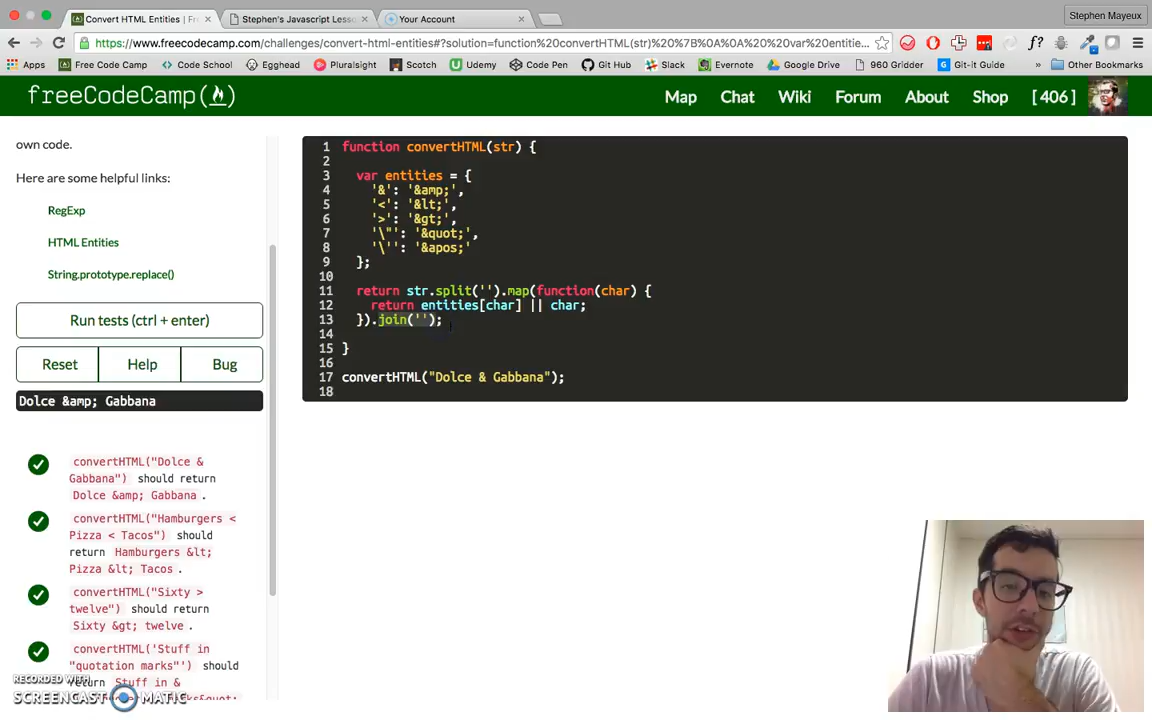 Convert HTML Entities | Fr
Stephen's Javascript Lesso
Your Account
Stephen Mayeux
https://www.freecodecamp.com/challenges/convert-html-entities#?solution=function%20convertHTML(str)%20%7B%0A%0A%20%20var%20entitie...
f?
Apps
Free Code Camp
Code School
Egghead
Pluralsight
Scotch
Udemy
Code Pen
Git Hub
Slack
Evernote
Google Drive
960 Gridder
Git-it Guide
»
Other Bookmarks
freeCodeCamp
Map
Chat
Wiki
Forum
About
Shop
[ 406 ]
own code.
Here are some helpful links:
RegExp
HTML Entities
String.prototype.replace()
Run tests (ctrl + enter)
Reset
Help
Bug
Dolce &amp; Gabbana
convertHTML("Dolce &
Gabbana") should return
Dolce &amp; Gabbana .
convertHTML("Hamburgers <
Pizza < Tacos") should
return Hamburgers &lt;
Pizza &lt; Tacos .
convertHTML("Sixty >
twelve") should return
Sixty &gt; twelve .
convertHTML('Stuff in
"quotation marks"') should
return Stuff in &
RECORDED WITH
SCREENCAST-O-MATIC
1 function convertHTML(str) {
2
3 var entities = {
4 '&': '&amp;',
5 '<': '&lt;',
6 '>': '&gt;',
7 '\"': '&quot;',
8 '\'': '&apos;'
9 };
10
11 return str.split('').map(function(char) {
12 return entities[char] || char;
13 }).join('');
14
15 }
16
17 convertHTML("Dolce & Gabbana");
18